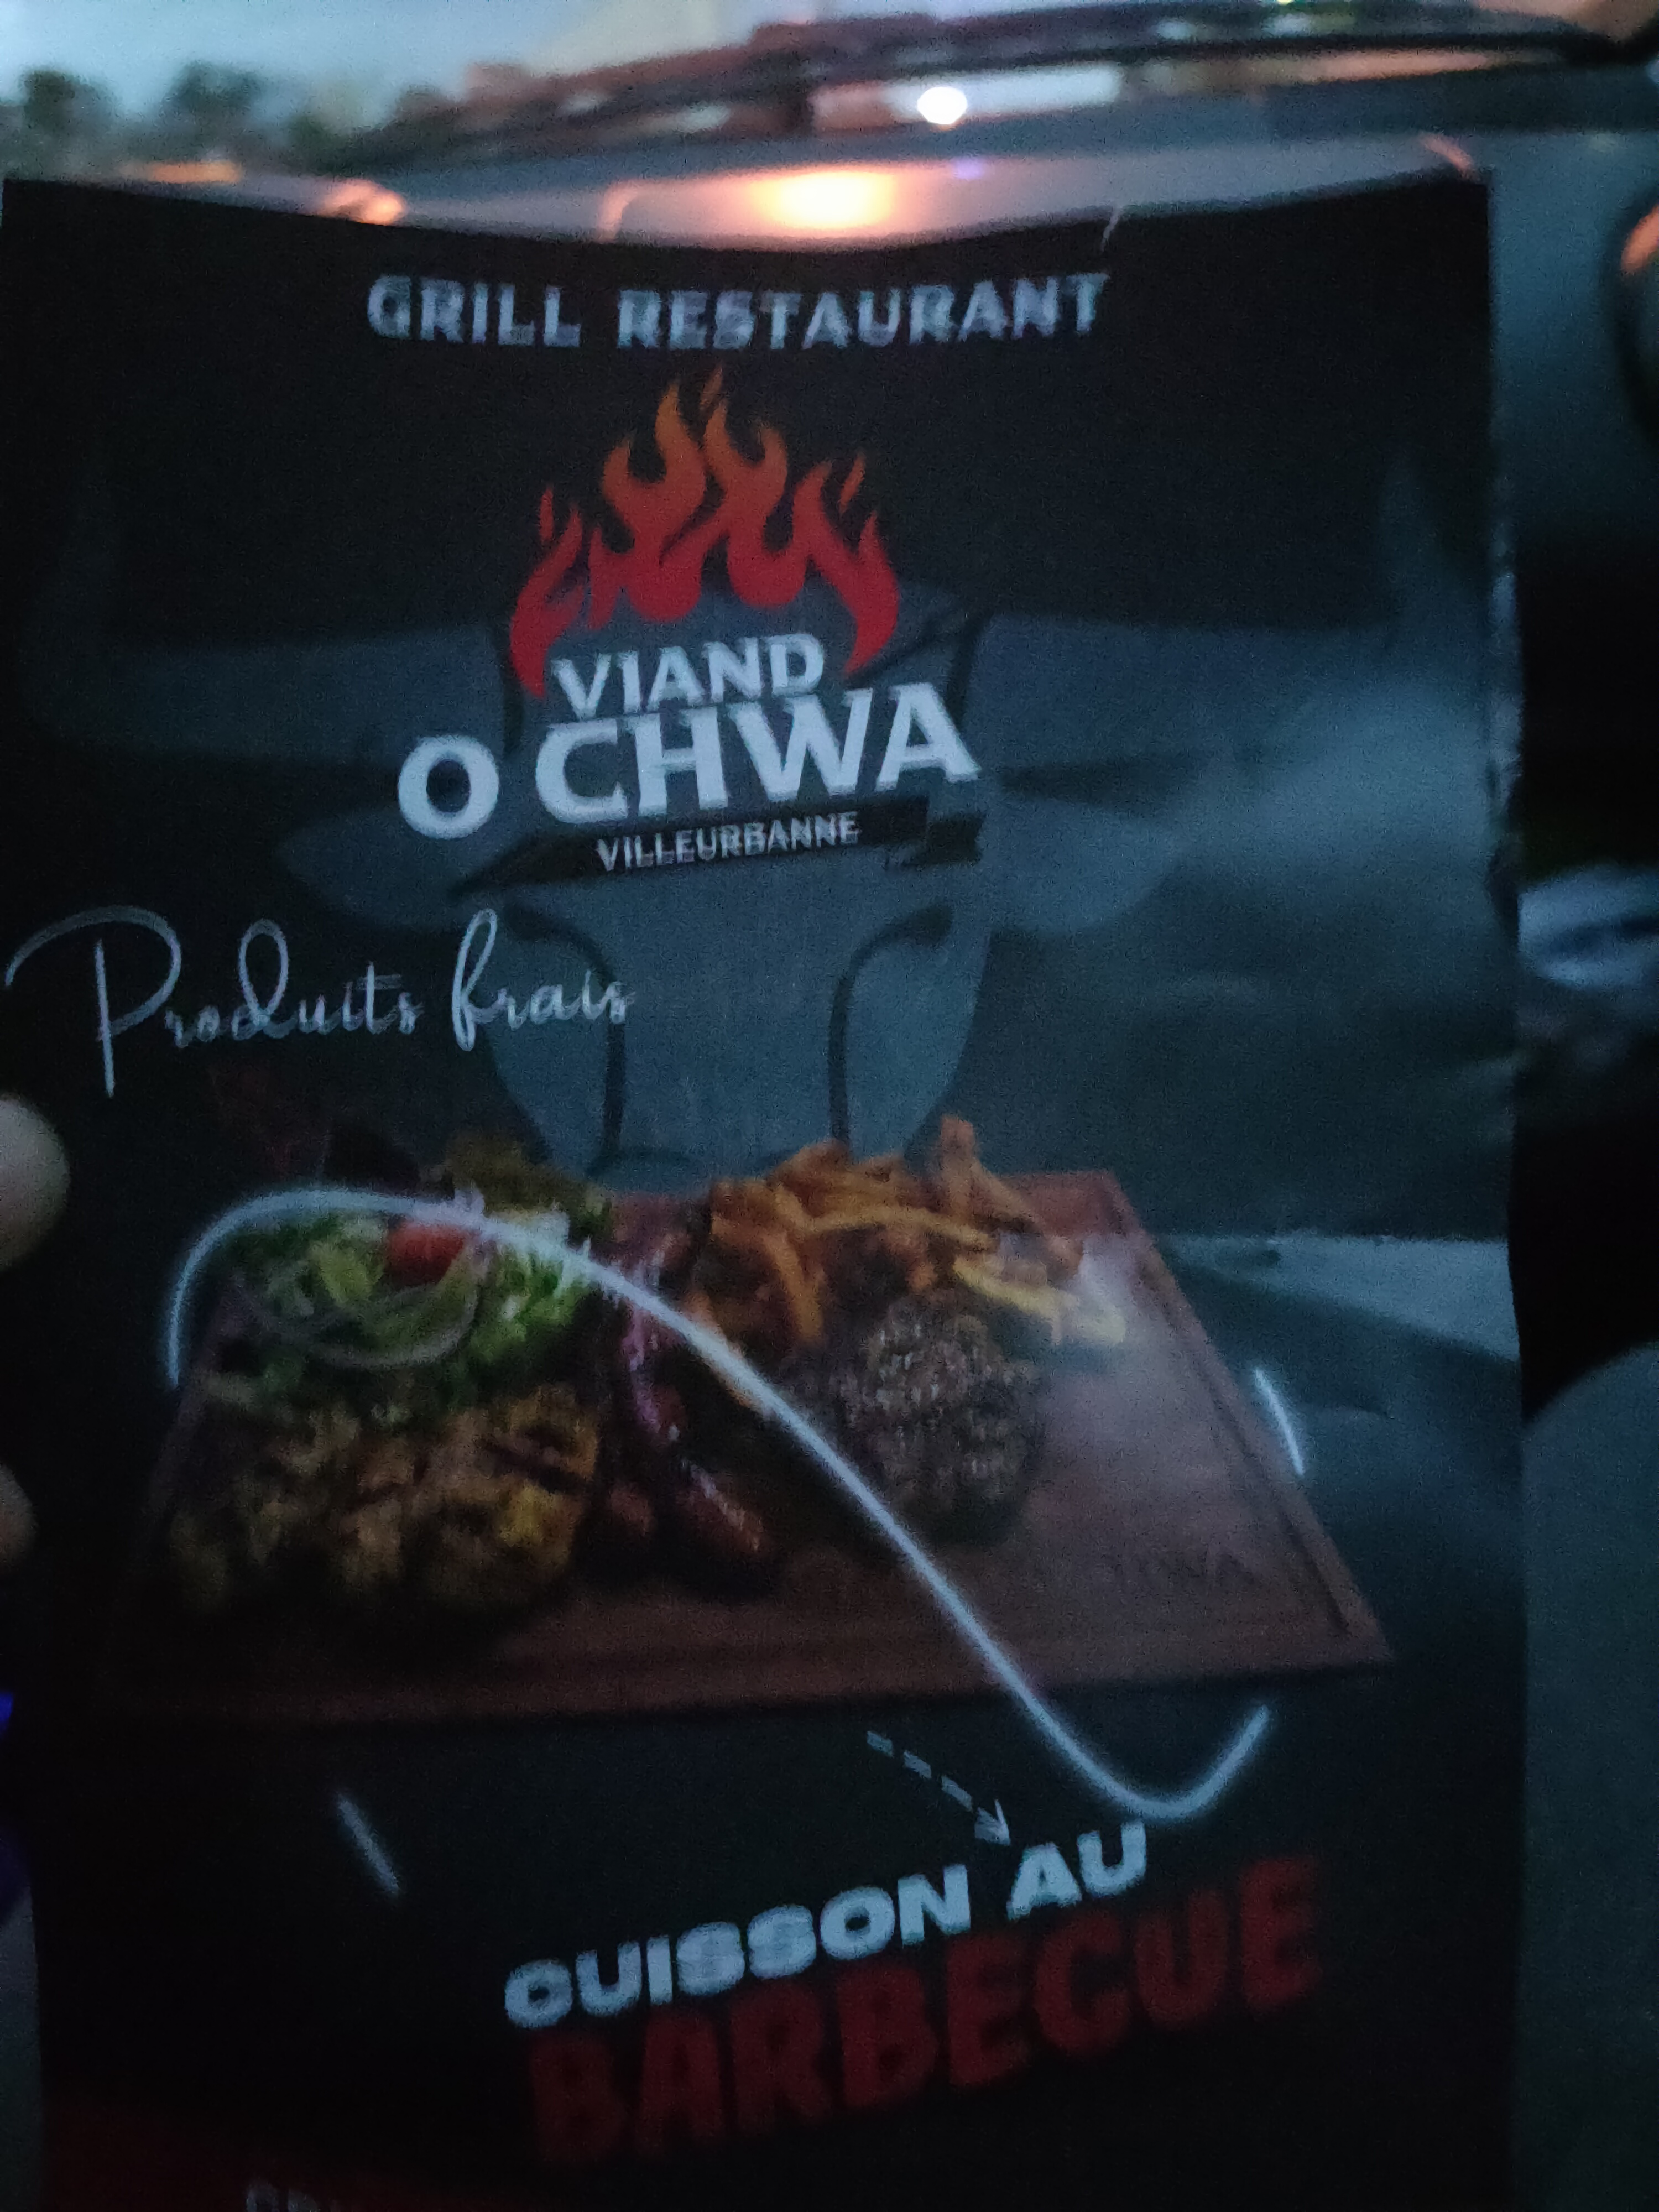 GRILL RESTAURANT
VIAND
O CHWA
VILLEURBANNE
Produits frais
CUISSON AU
BARBECUE